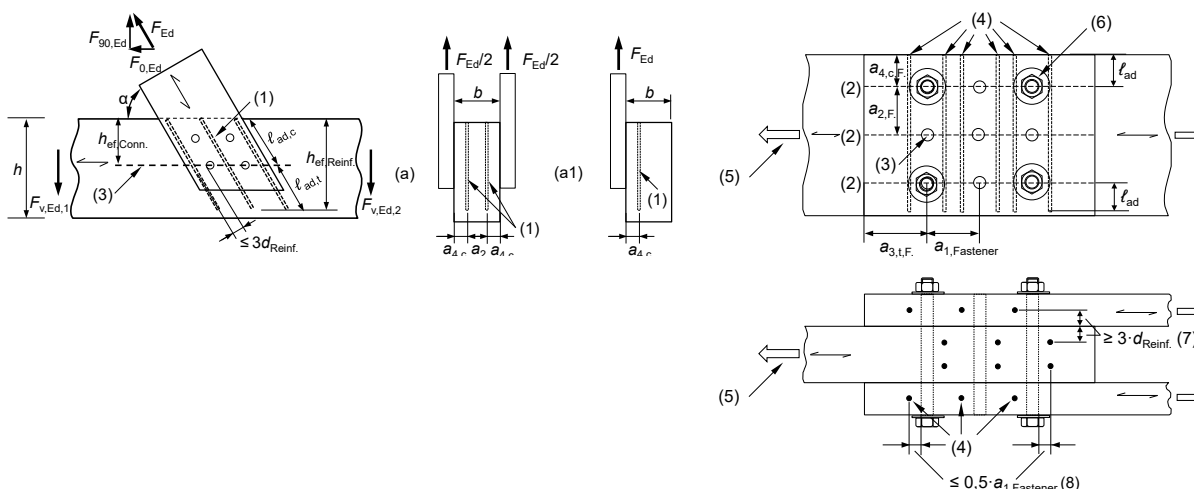 F90,Ed
FEd
F0,Ed
α
(1)
h
hef,Conn.
ℓad,c
ℓad,t
hef,Reinf.
(3)
Fv,Ed,1
Fv,Ed,2
≤ 3dReinf.
(a)
FEd/2
FEd/2
b
(1)
a4,c
a2
a4,c
(a1)
FEd
b
(1)
a4,c
(4)
(6)
a4,c,F.
ℓad
(2)
a2,F.
(2)
(3)
(5)
(2)
ℓad
a3,t,F.
a1,Fastener
≥ 3·dReinf. (7)
(5)
(4)
≤ 0,5·a1,Fastener (8)